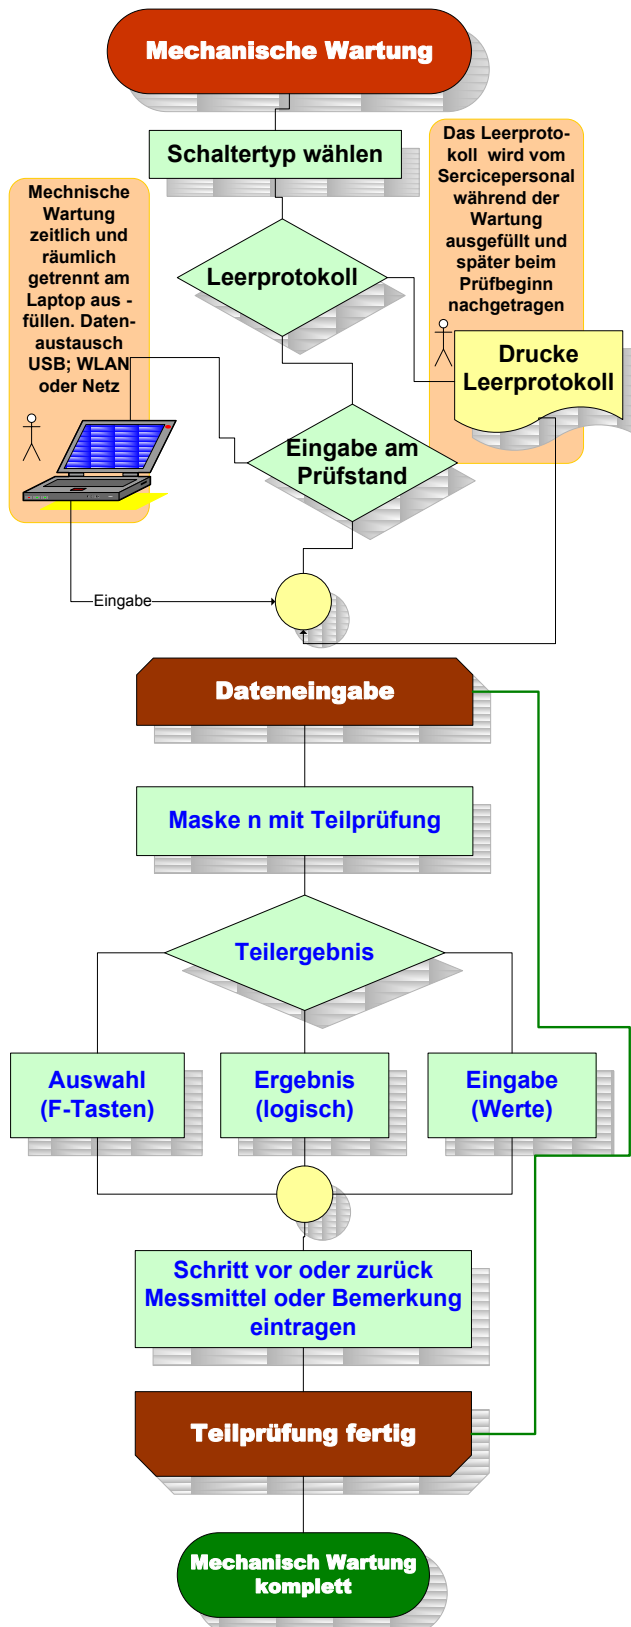 Mechanische Wartung
Schaltertyp wählen
Das Leerproto-
koll wird vom
Sercicepersonal
während der
Wartung
ausgefüllt und
später beim
Prüfbeginn
nachgetragen
Mechnische
Wartung
zeitlich und
räumlich
getrennt am
Laptop aus -
füllen. Daten-
austausch
USB; WLAN
oder Netz
Leerprotokoll
Drucke
Leerprotokoll
Eingabe am
Prüfstand
Eingabe
Dateneingabe
Maske n mit Teilprüfung
Teilergebnis
Auswahl
(F-Tasten)
Ergebnis
(logisch)
Eingabe
(Werte)
Schritt vor oder zurück
Messmittel oder Bemerkung
eintragen
Teilprüfung fertig
Mechanisch Wartung
komplett